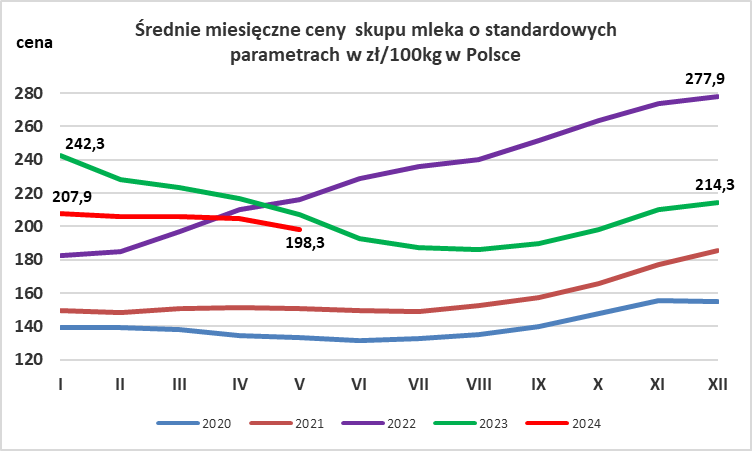 Średnie miesięczne ceny skupu mleka o standardowych
parametrach w zł/100kg w Polsce
cena
277,9
280
260
242,3
240
220
214,3
207,9
200
198,3
180
160
140
120
I II III IV V VI VII VIII IX X XI XII
2020 2021 2022 2023 2024